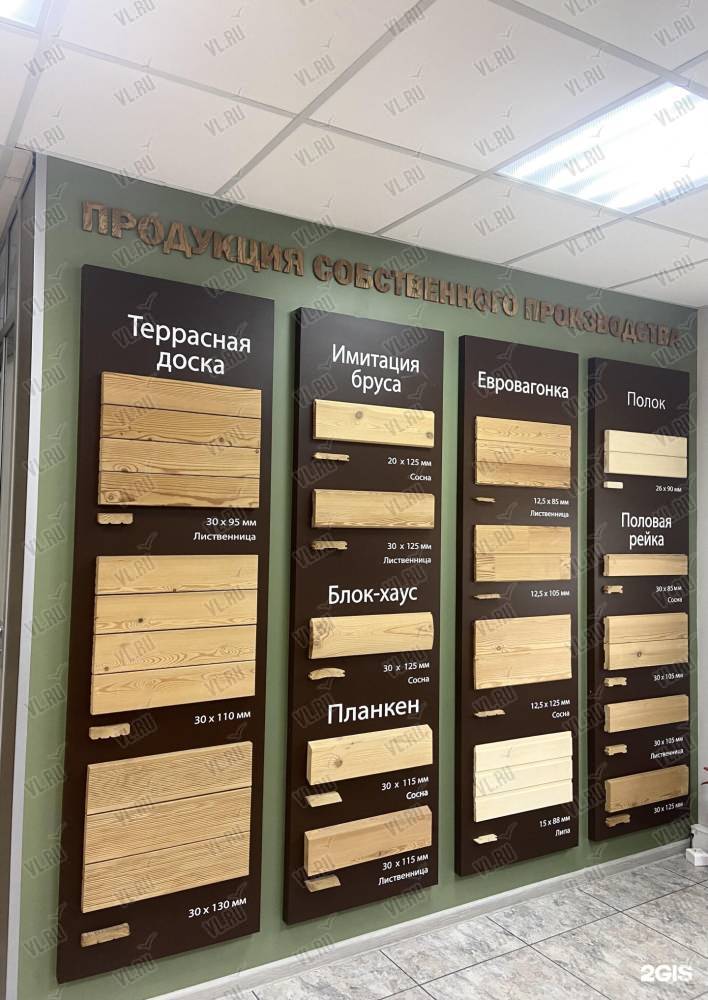 ПРОДУКЦИЯ СОБСТВЕННОГО ПРОИЗВОДСТВА
Террасная
доска
30 x 95 мм
Лиственница
30 x 110 мм
30 x 130 мм
Имитация
бруса
20 x 125 мм
Сосна
30 x 125 мм
Лиственница
Блок-хаус
30 x 125 мм
Сосна
Планкен
30 x 115 мм
Сосна
30 x 115 мм
Лиственница
Евровагонка
12,5 x 85 мм
Лиственница
12,5 x 105 мм
12,5 x 125 мм
Сосна
15 x 88 мм
Липа
Полок
26 x 90 мм
Половая
рейка
30 x 85 мм
Сосна
30 x 105 мм
30 x 105 мм
Лиственница
30 x 125 мм
VL.RU
2GIS